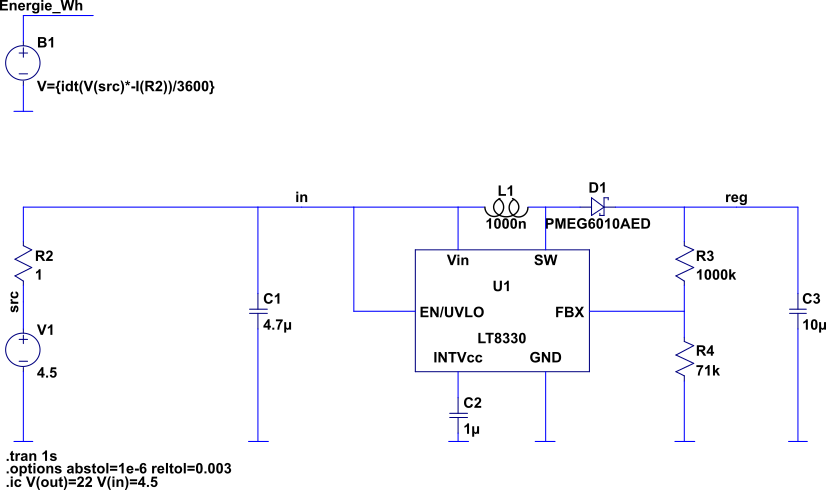 Energie_Wh
B1
V={idt(V(src)*-I(R2))/3600}
in
L1
1000n
D1
PMEG6010AED
reg
R2
1
src
V1
4.5
C1
4.7µ
Vin
SW
U1
EN/UVLO
FBX
LT8330
INTVcc
GND
C2
1µ
R3
1000k
R4
71k
C3
10µ
.tran 1s
.options abstol=1e-6 reltol=0.003
.ic V(out)=22 V(in)=4.5